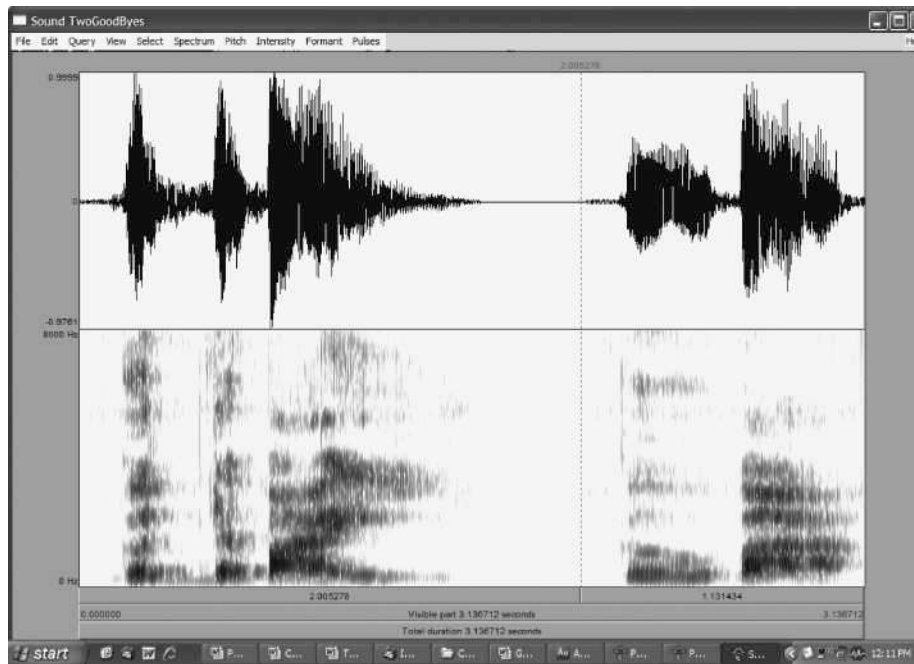 Sound TwoGoodByes
File Edit Query View Select Spectrum Pitch Intensity Formant Pulses
2.005278
0.9999
0
-0.9761
8000 Hz
0 Hz
2.005278 1.131434
0.000000 Visible part 3.136712 seconds 3.136712
Total duration 3.136712 seconds
start P... C... T... I... C... G... A... P... P... S... 12:11 PM